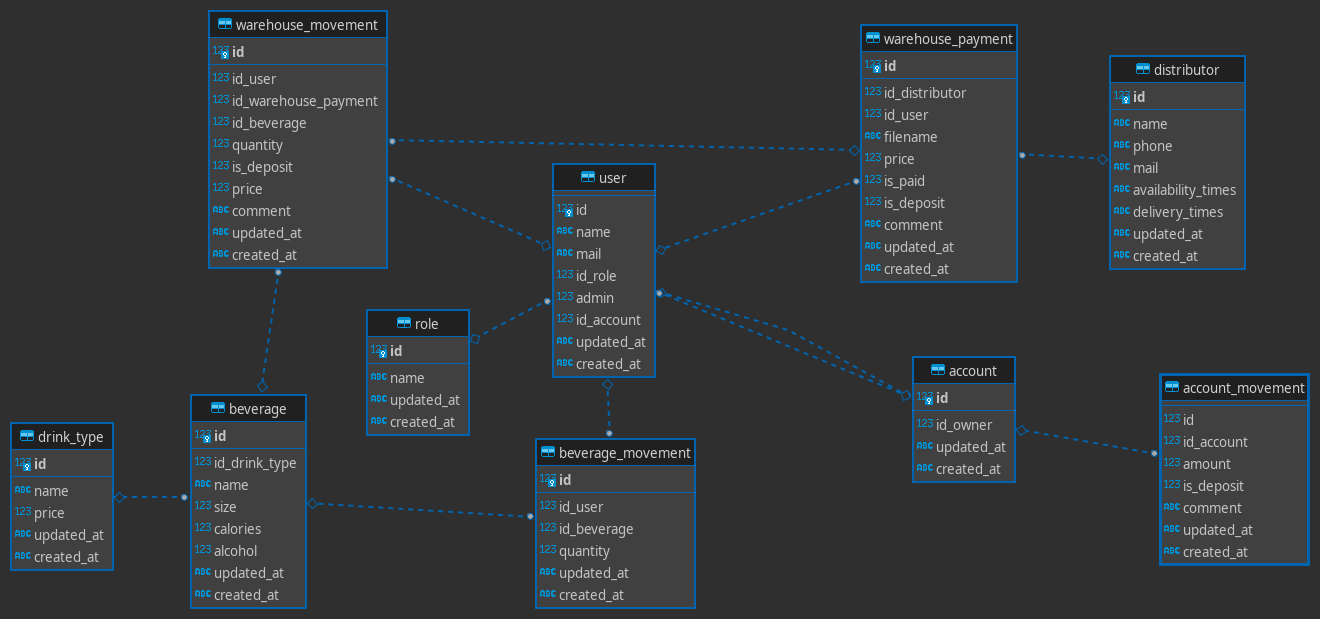 warehouse_movement
123 id
123 id_user
123 id_warehouse_payment
123 id_beverage
123 quantity
123 is_deposit
123 price
ABC comment
ABC updated_at
ABC created_at
warehouse_payment
123 id
123 id_distributor
123 id_user
ABC filename
123 price
123 is_paid
123 is_deposit
ABC comment
ABC updated_at
ABC created_at
distributor
123 id
ABC name
ABC phone
ABC mail
ABC availability_times
ABC delivery_times
ABC updated_at
ABC created_at
user
123 id
ABC name
ABC mail
123 id_role
123 admin
123 id_account
ABC updated_at
ABC created_at
role
123 id
ABC name
ABC updated_at
ABC created_at
account
123 id
123 id_owner
ABC updated_at
ABC created_at
account_movement
123 id
123 id_account
123 amount
123 is_deposit
ABC comment
ABC updated_at
ABC created_at
drink_type
123 id
ABC name
123 price
ABC updated_at
ABC created_at
beverage
123 id
123 id_drink_type
ABC name
123 size
123 calories
123 alcohol
ABC updated_at
ABC created_at
beverage_movement
123 id
123 id_user
123 id_beverage
123 quantity
ABC updated_at
ABC created_at